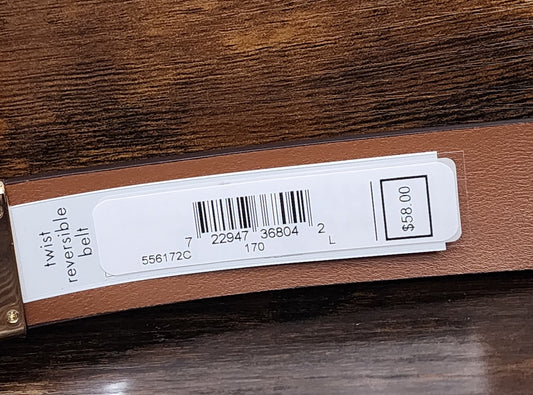 twist
reversible
belt
7 22947 36804 2
556172C 170 L
$58.00